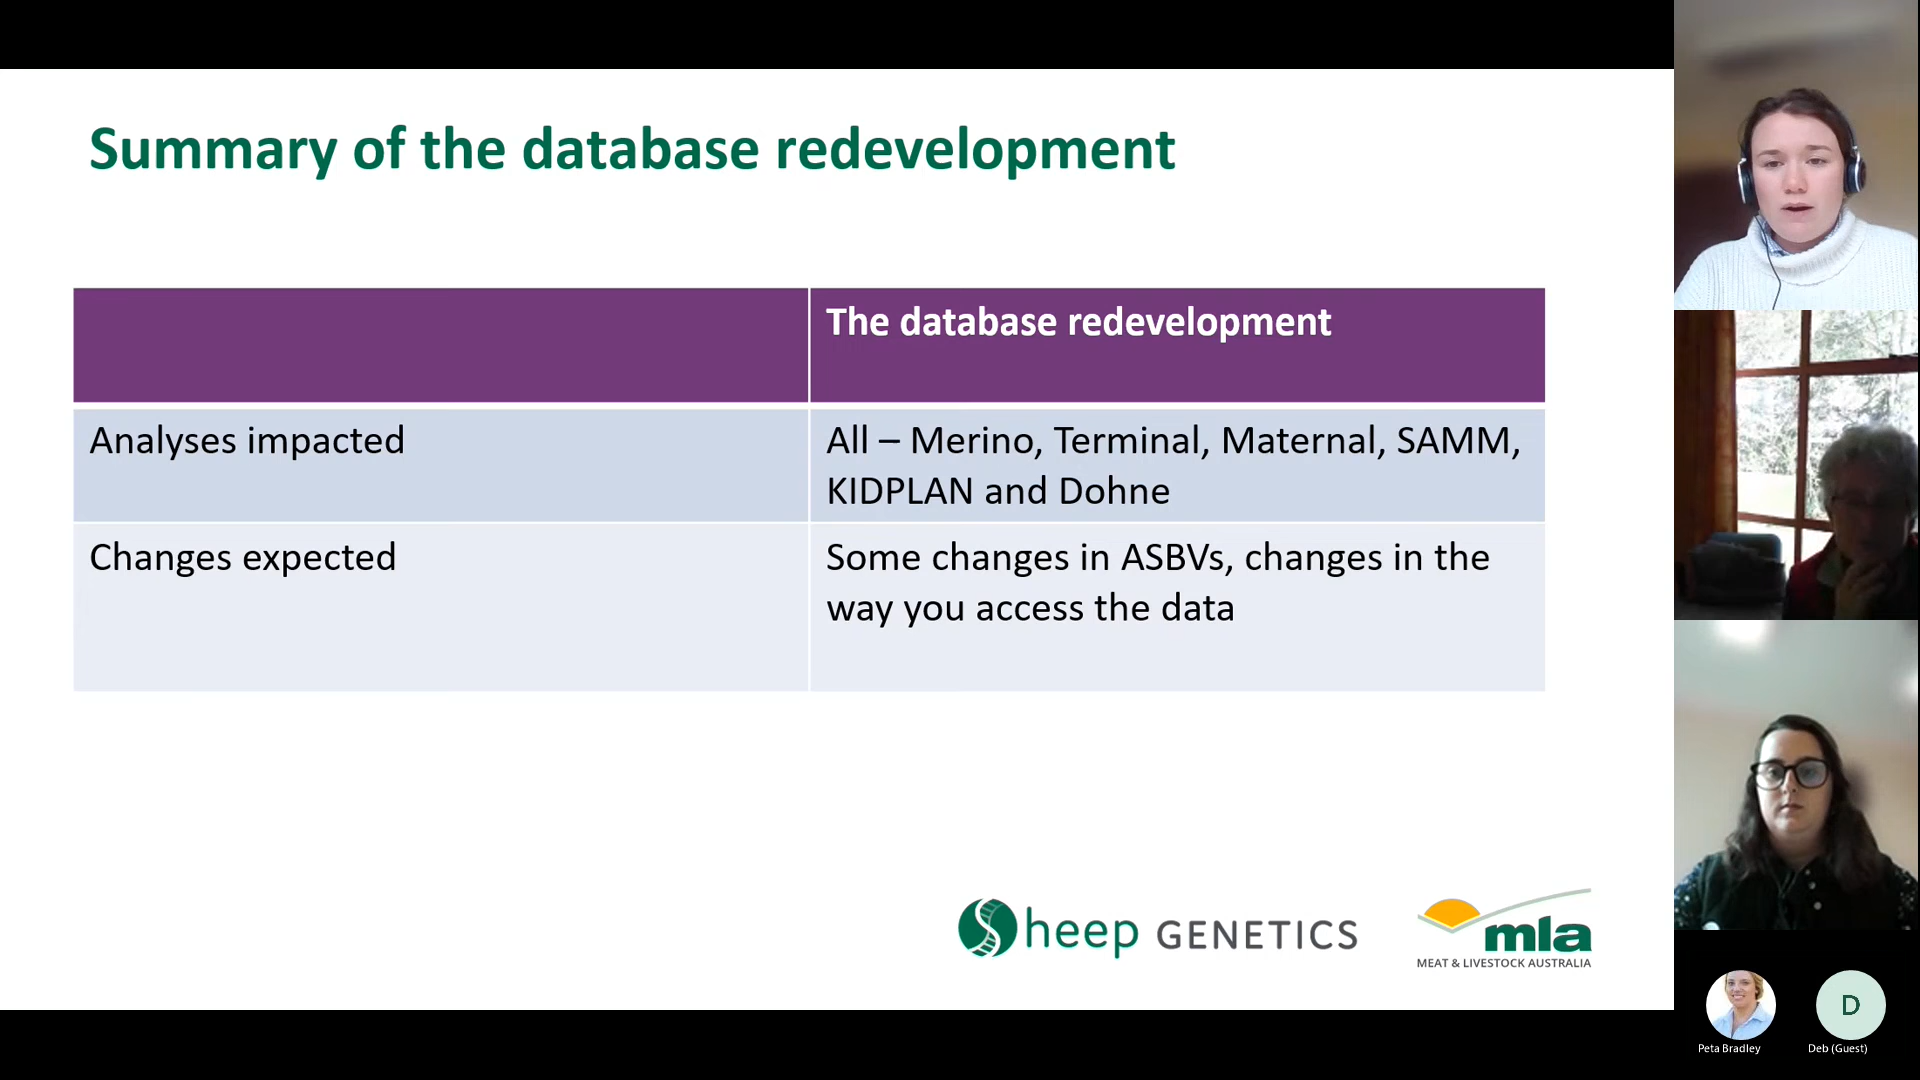 Summary of the database redevelopment
The database redevelopment
Analyses impacted
All – Merino, Terminal, Maternal, SAMM,
KIDPLAN and Dohne
Changes expected
Some changes in ASBVs, changes in the
way you access the data
Sheep GENETICS
mla
MEAT & LIVESTOCK AUSTRALIA
D
Peta Bradley
Deb (Guest)